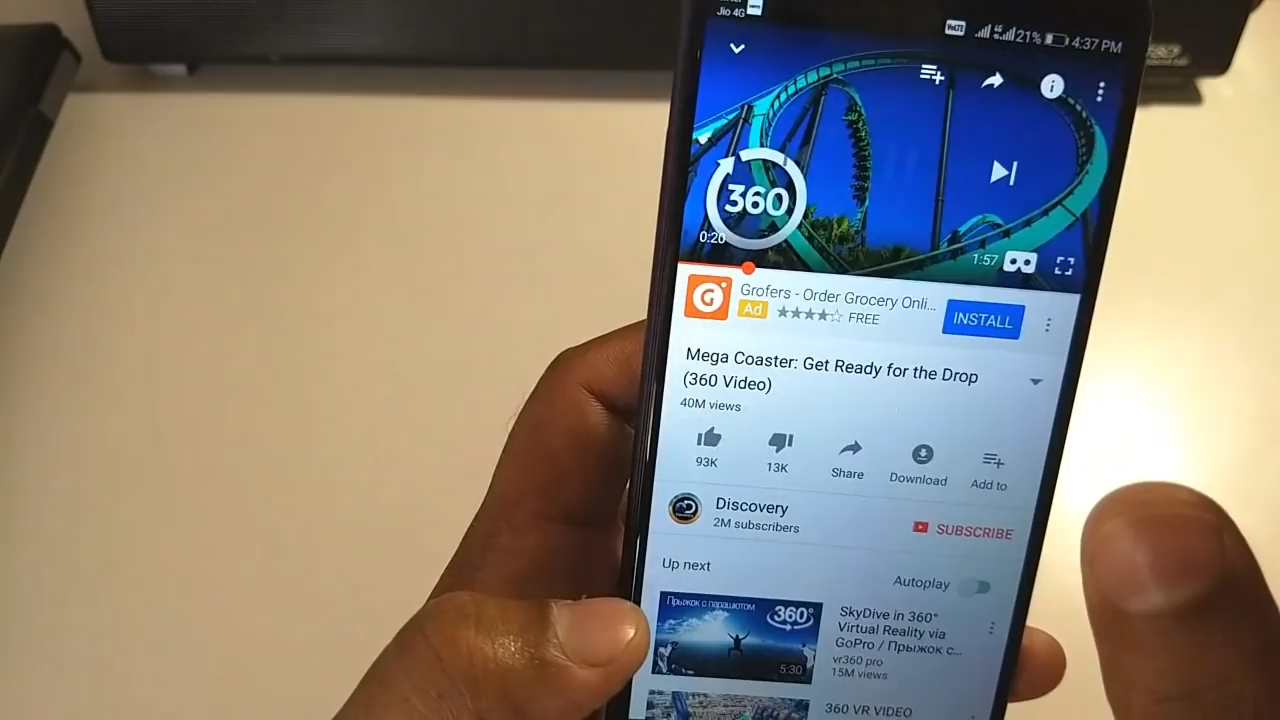 Jio 4G
VoLTE 4G 21% 4:37 PM
360
0:20
1:57
G
Grofers - Order Grocery Onli...
Ad ★★★★☆ FREE
INSTALL
Mega Coaster: Get Ready for the Drop
(360 Video)
40M views
93K
13K
Share
Download
Add to
Discovery
2M subscribers
SUBSCRIBE
Up next
Autoplay
Прыжок с парашютом
360°
5:30
SkyDive in 360°
Virtual Reality via
GoPro / Прыжок с...
vr360 pro
15M views
360 VR VIDEO